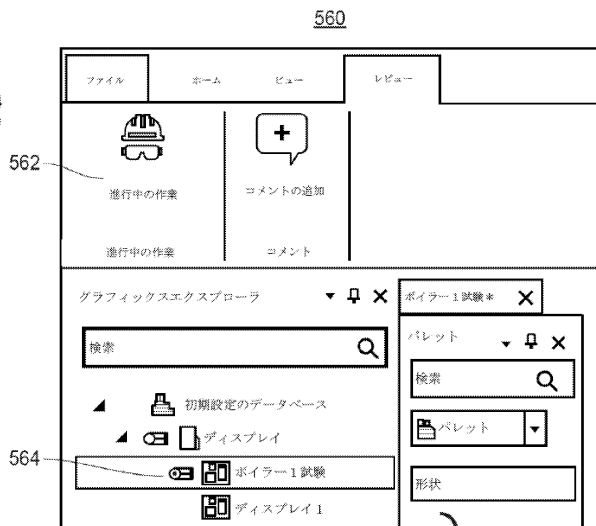 560
ファイル ホーム ビュー レビュー
562
進行中の作業 コメントの追加
進行中の作業 コメント
グラフィックスエクスプローラ
ボイラー1試験*
検索
パレット
検索
初期設定のデータベース
パレット
ディスプレイ
564
ボイラー1試験
形状
ディスプレイ1